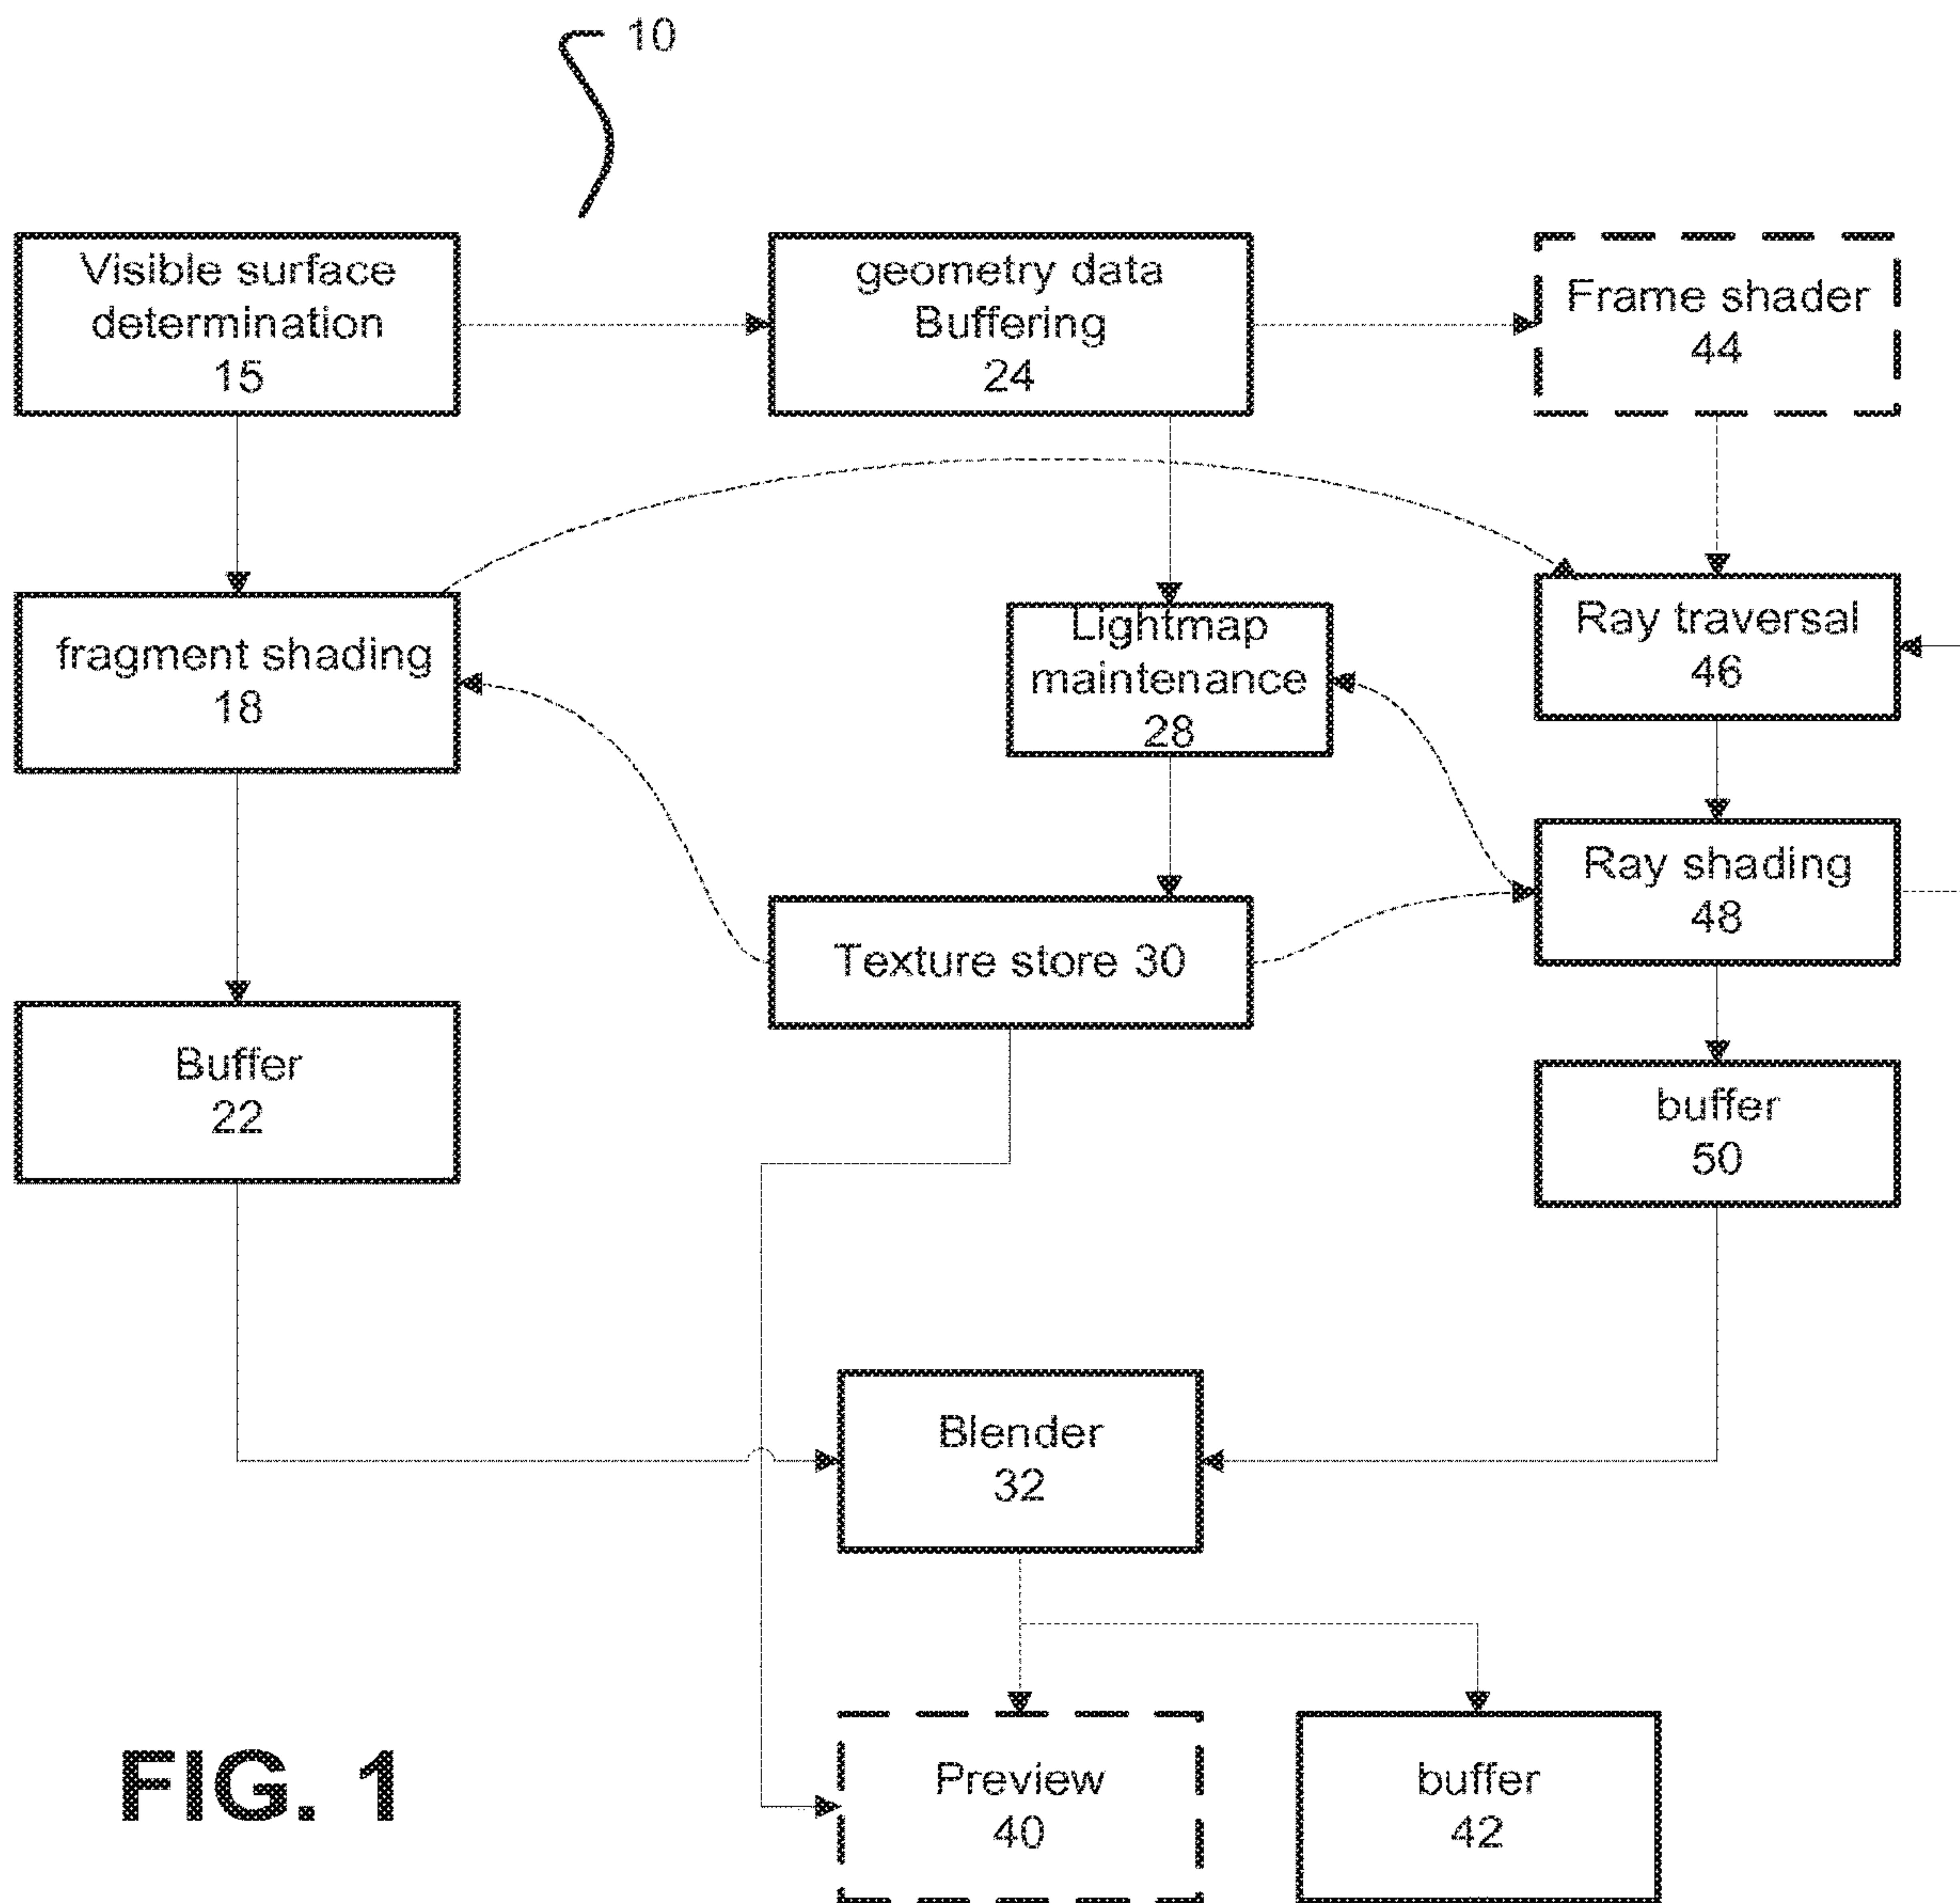 10
Visible surface
determination
15
geometry data
Buffering
24
Frame shader
44
fragment shading
18
Lightmap
maintenance
28
Ray traversal
46
Ray shading
48
Texture store 30
Buffer
22
buffer
50
Blender
32
Preview
40
buffer
42
FIG. 1